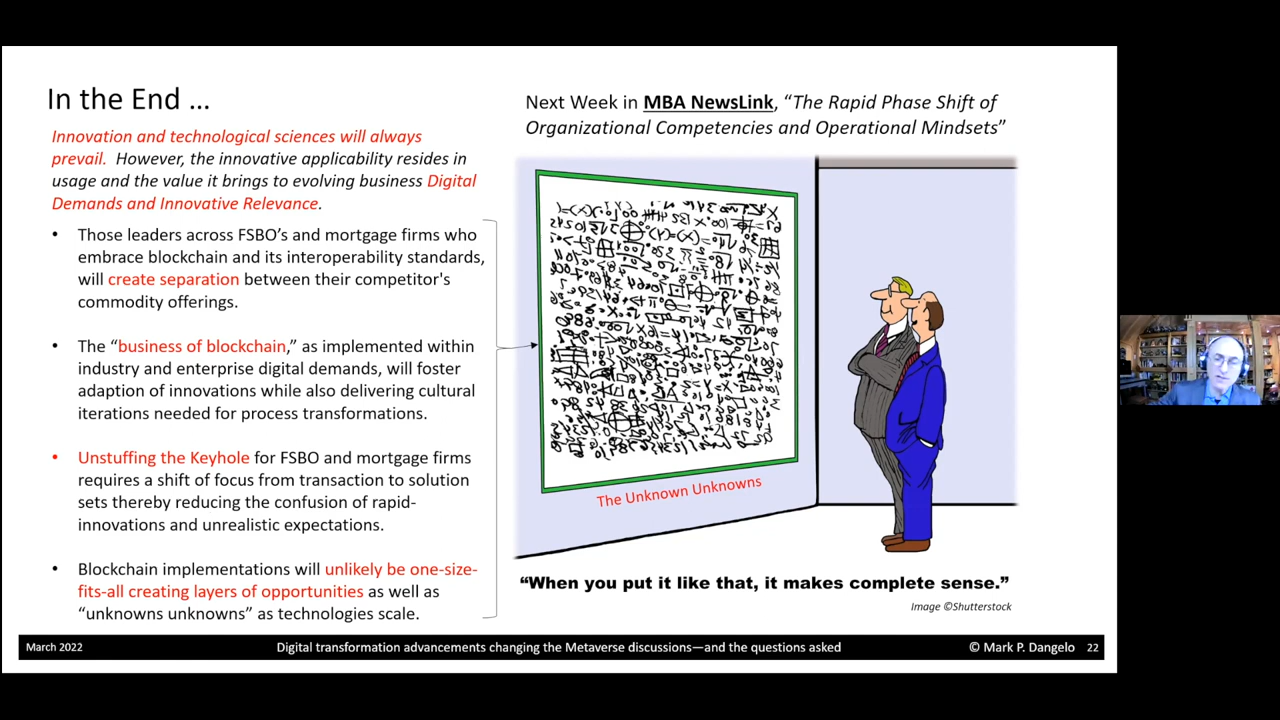 In the End ...
Innovation and technological sciences will always
prevail. However, the innovative applicability resides in
usage and the value it brings to evolving business Digital
Demands and Innovative Relevance.
• Those leaders across FSBO’s and mortgage firms who
embrace blockchain and its interoperability standards,
will create separation between their competitor's
commodity offerings.
• The “business of blockchain,” as implemented within
industry and enterprise digital demands, will foster
adaption of innovations while also delivering cultural
iterations needed for process transformations.
• Unstuffing the Keyhole for FSBO and mortgage firms
requires a shift of focus from transaction to solution
sets thereby reducing the confusion of rapid-
innovations and unrealistic expectations.
• Blockchain implementations will unlikely be one-size-
fits-all creating layers of opportunities as well as
“unknowns unknowns” as technologies scale.
Next Week in MBA NewsLink, “The Rapid Phase Shift of
Organizational Competencies and Operational Mindsets”
The Unknown Unknowns
“When you put it like that, it makes complete sense.”
Image ©Shutterstock
March 2022
Digital transformation advancements changing the Metaverse discussions—and the questions asked
© Mark P. Dangelo 22